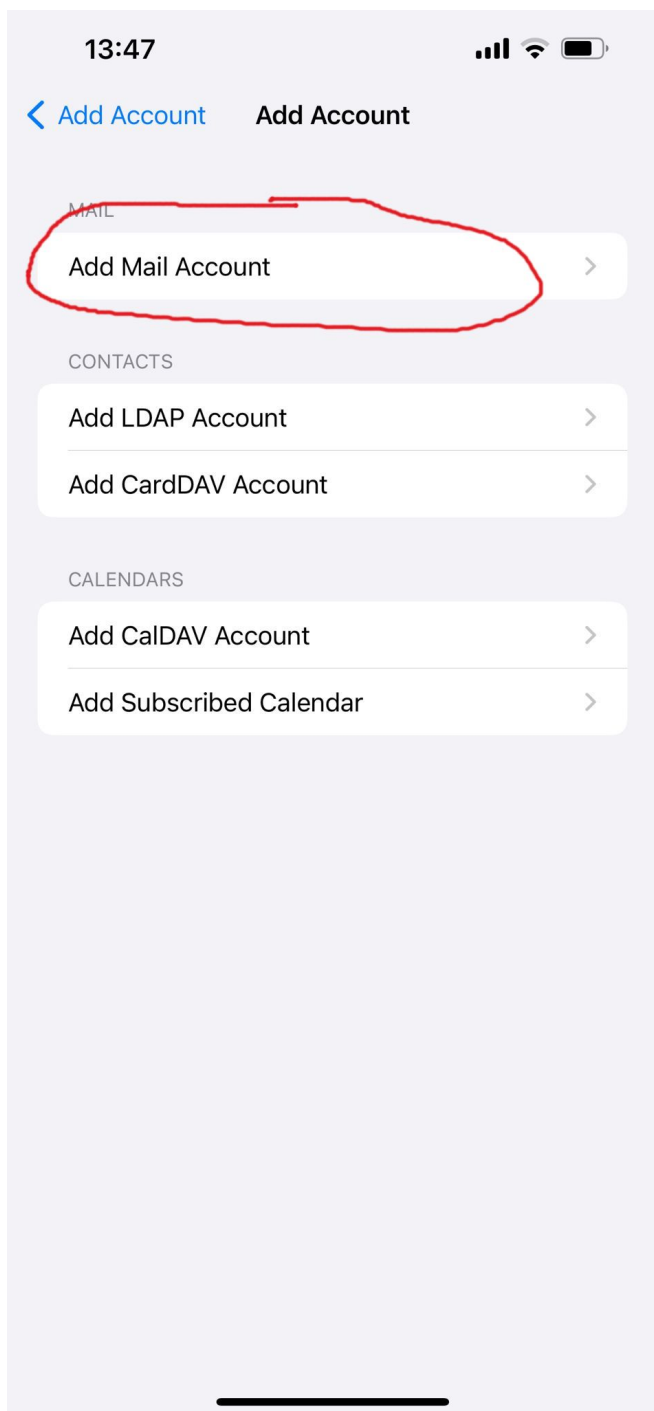 13:47
Add Account Add Account
MAIL
Add Mail Account
CONTACTS
Add LDAP Account
Add CardDAV Account
CALENDARS
Add CalDAV Account
Add Subscribed Calendar